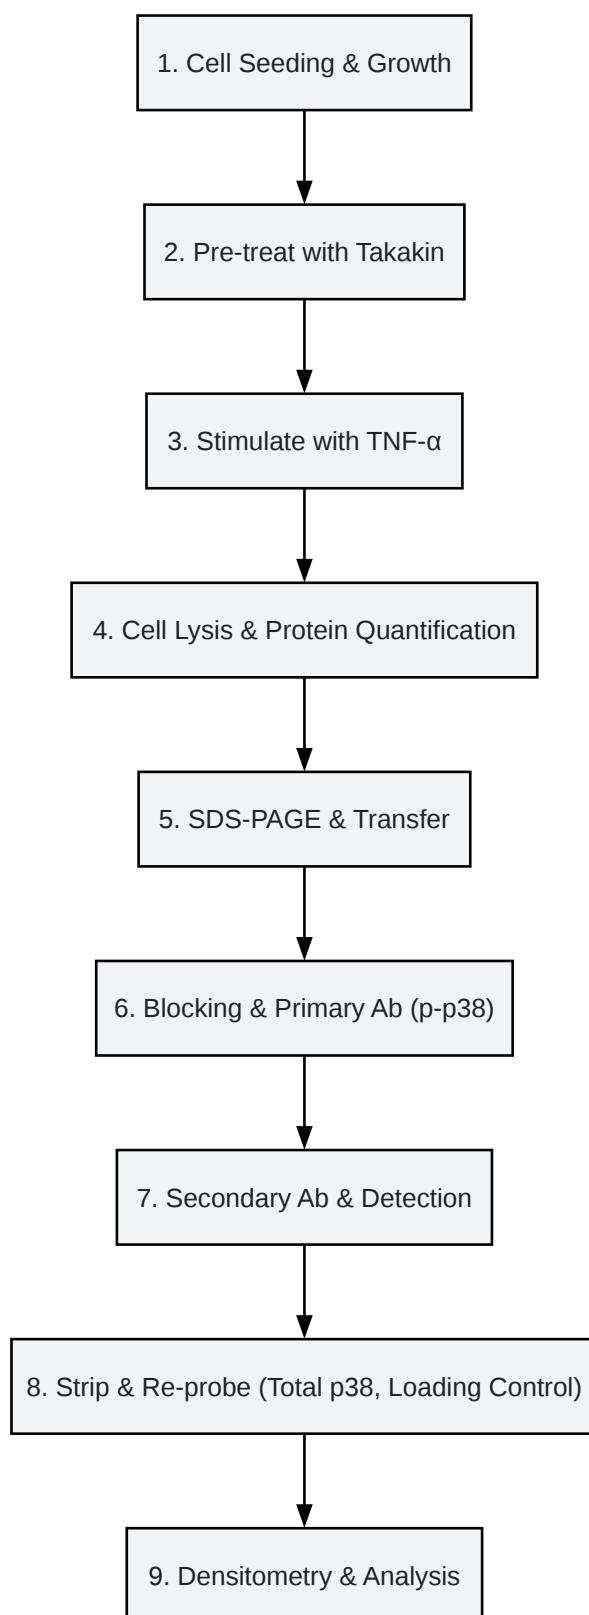 1. Cell Seeding & Growth
2. Pre-treat with Takakin
3. Stimulate with TNF-α
4. Cell Lysis & Protein Quantification
5. SDS-PAGE & Transfer
6. Blocking & Primary Ab (p-p38)
7. Secondary Ab & Detection
8. Strip & Re-probe (Total p38, Loading Control)
9. Densitometry & Analysis